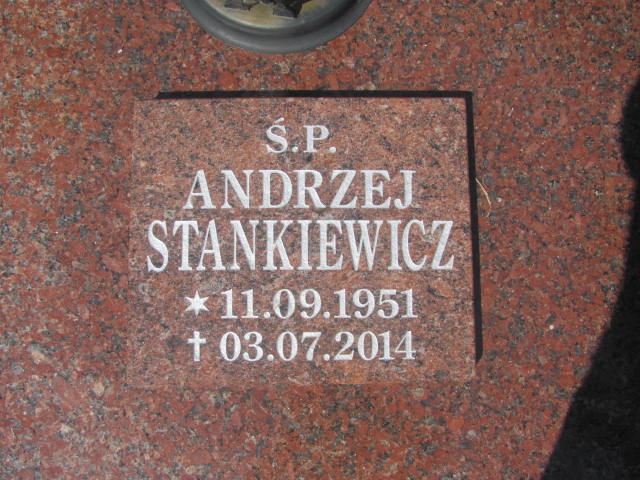 Ś.P.
ANDRZEJ
STANKIEWICZ
* 11.09.1951
† 03.07.2014